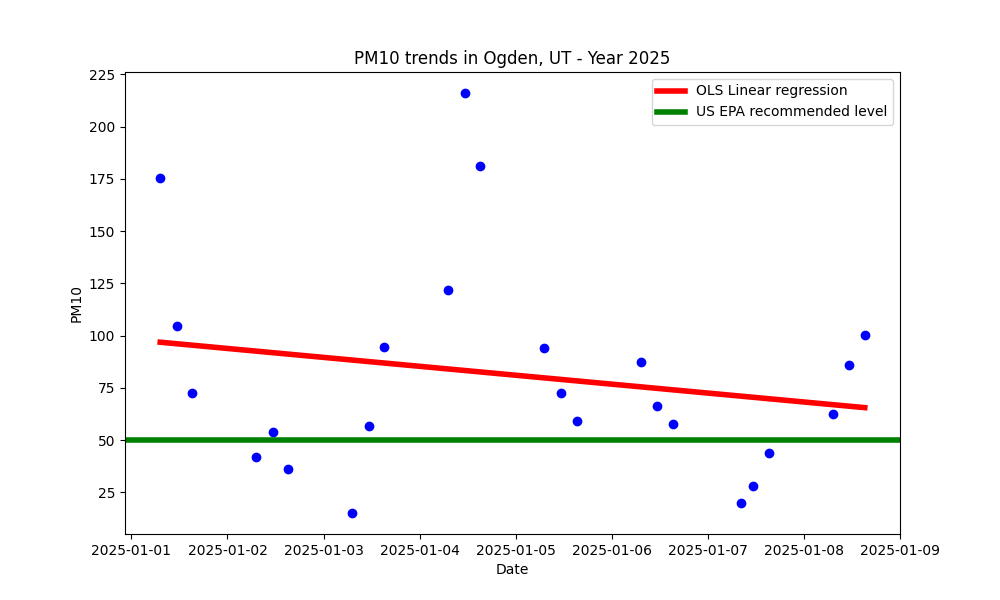 PM10 trends in Ogden, UT - Year 2025
OLS Linear regression
US EPA recommended level
225
200
175
150
125
100
75
50
25
PM10
2025-01-01 2025-01-02 2025-01-03 2025-01-04 2025-01-05 2025-01-06 2025-01-07 2025-01-08 2025-01-09
Date